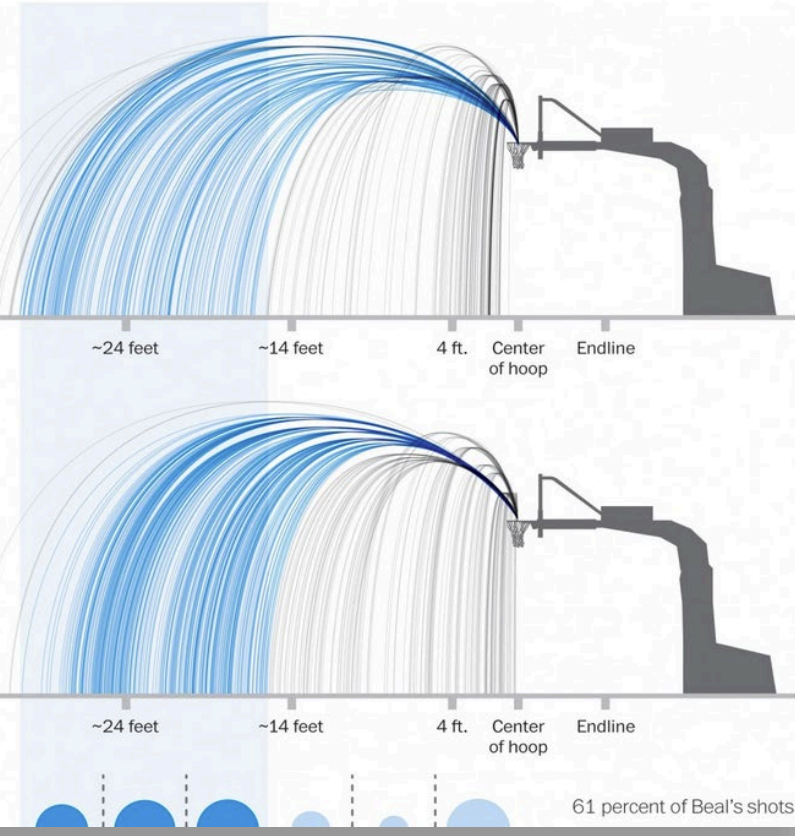 ~24 feet ~14 feet 4 ft. Center Endline
of hoop
~24 feet ~14 feet 4 ft. Center Endline
of hoop
61 percent of Beal's shots